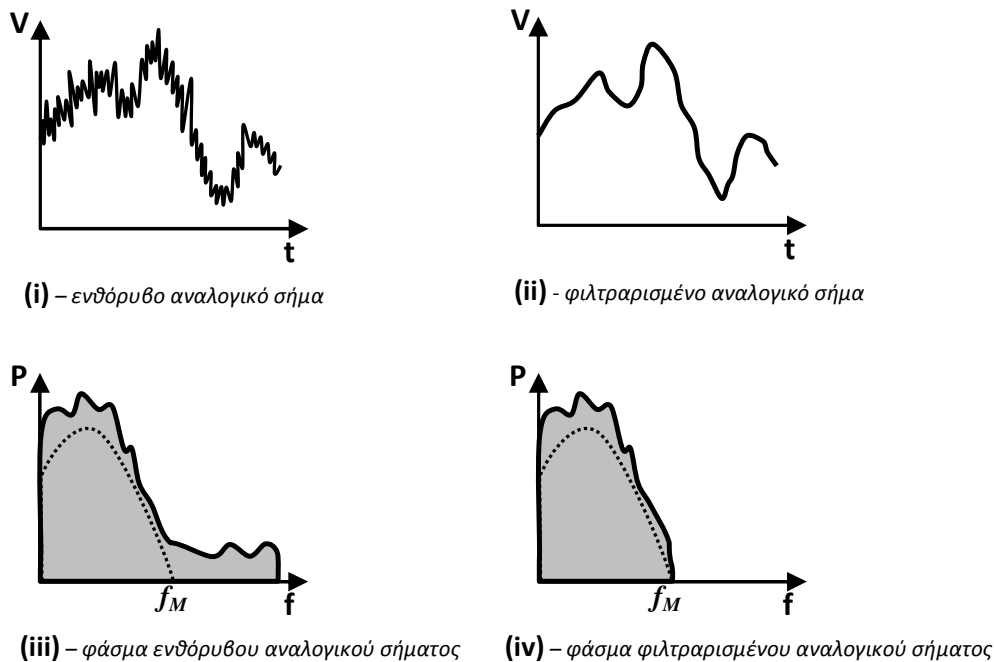 V
t
(i) – ενθόρυβο αναλογικό σήμα
V
t
(ii) - φιλτραρισμένο αναλογικό σήμα
P
f_M
f
(iii) – φάσμα ενθόρυβου αναλογικού σήματος
P
f_M
f
(iv) – φάσμα φιλτραρισμένου αναλογικού σήματος